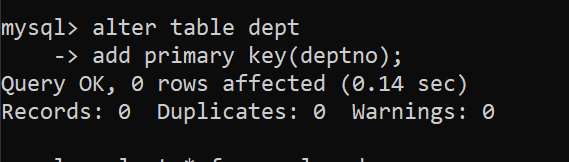 mysql> alter table dept
    -> add primary key(deptno);
Query OK, 0 rows affected (0.14 sec)
Records: 0  Duplicates: 0  Warnings: 0